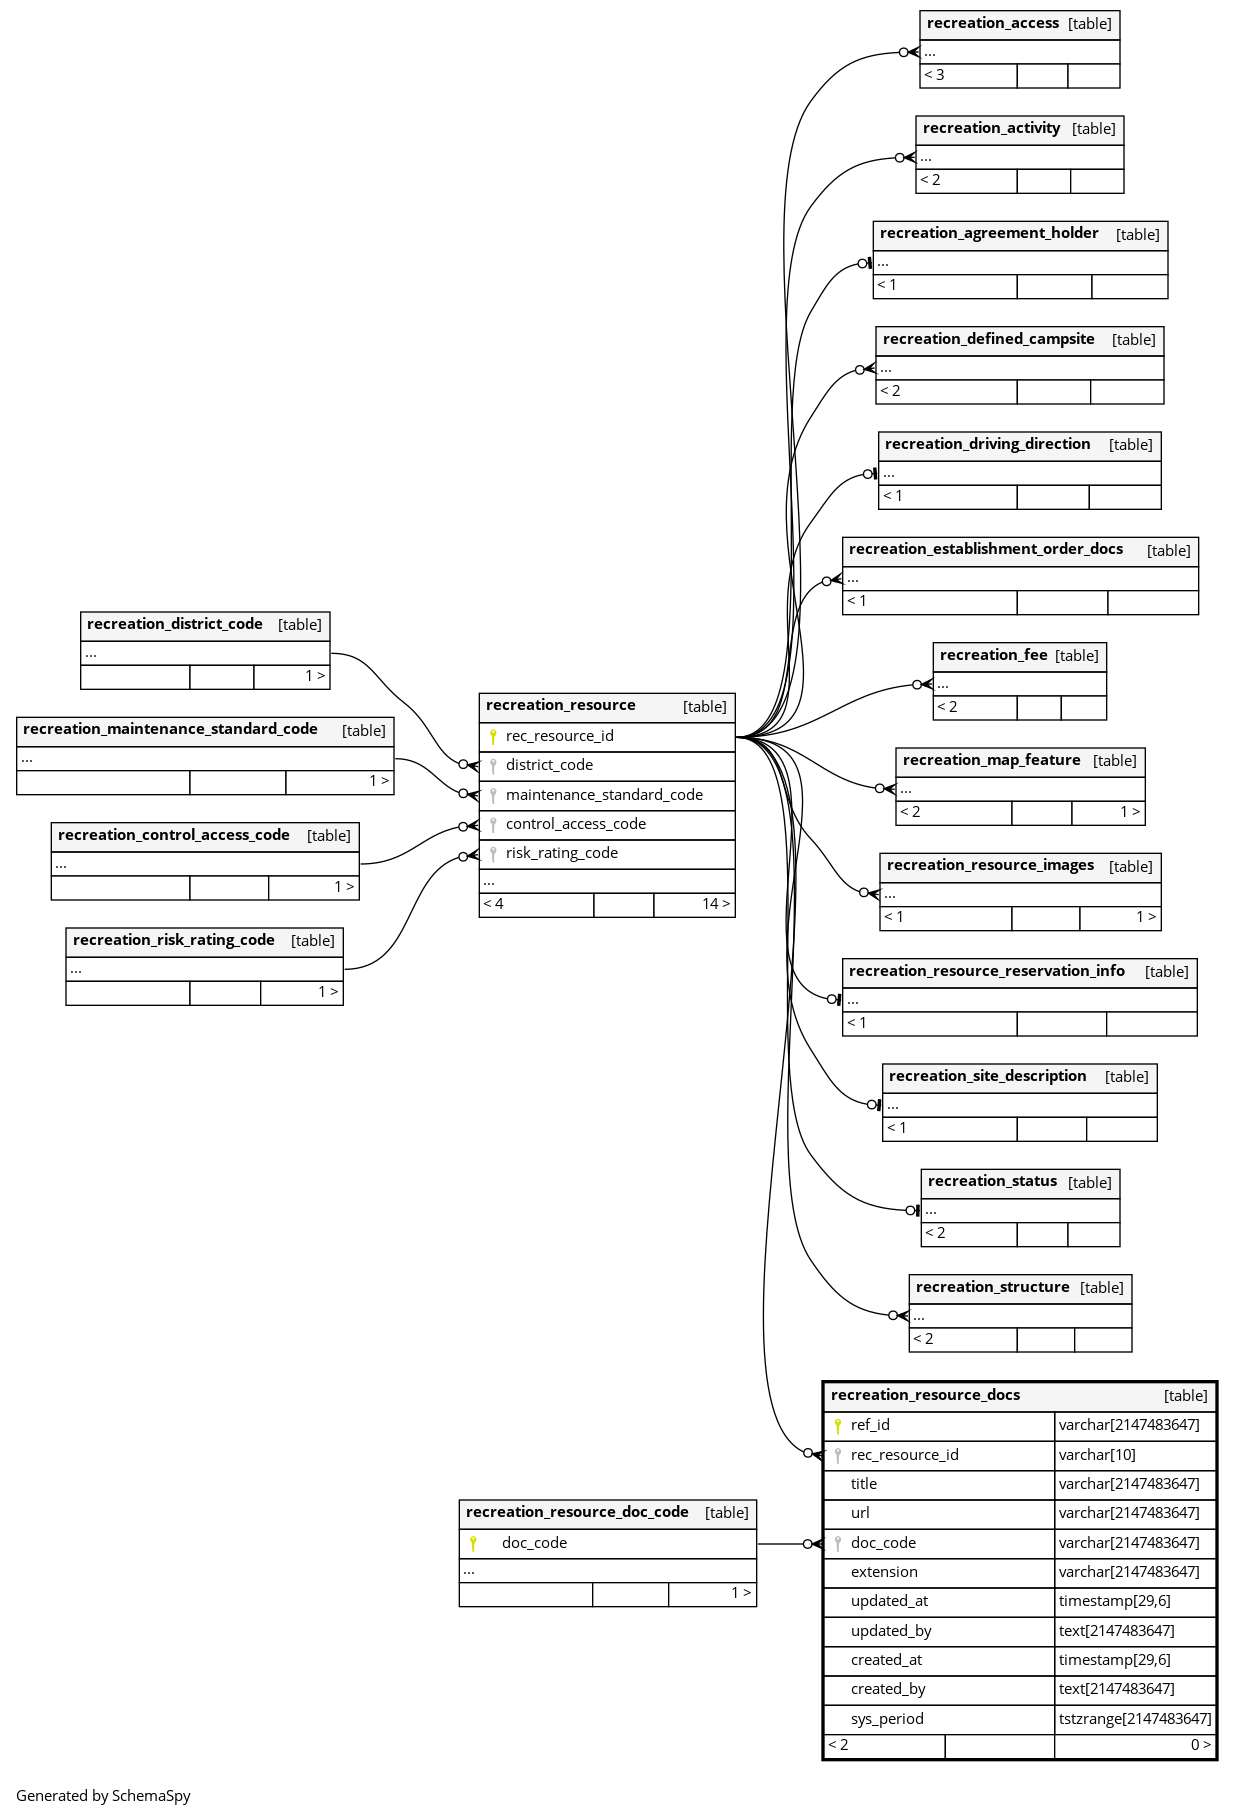 recreation_access [table]
...
< 3
recreation_activity [table]
...
< 2
recreation_agreement_holder [table]
...
< 1
recreation_defined_campsite [table]
...
< 2
recreation_driving_direction [table]
...
< 1
recreation_establishment_order_docs [table]
...
< 1
recreation_district_code [table]
...
1 >
recreation_maintenance_standard_code [table]
...
1 >
recreation_control_access_code [table]
...
1 >
recreation_risk_rating_code [table]
...
1 >
recreation_resource [table]
rec_resource_id
district_code
maintenance_standard_code
control_access_code
risk_rating_code
...
< 4 14 >
recreation_fee [table]
...
< 2
recreation_map_feature [table]
...
< 2 1 >
recreation_resource_images [table]
...
< 1 1 >
recreation_resource_reservation_info [table]
...
< 1
recreation_site_description [table]
...
< 1
recreation_status [table]
...
< 2
recreation_structure [table]
...
< 2
recreation_resource_doc_code [table]
doc_code
...
1 >
recreation_resource_docs [table]
ref_id varchar[2147483647]
rec_resource_id varchar[10]
title varchar[2147483647]
url varchar[2147483647]
doc_code varchar[2147483647]
extension varchar[2147483647]
updated_at timestamp[29,6]
updated_by text[2147483647]
created_at timestamp[29,6]
created_by text[2147483647]
sys_period tstzrange[2147483647]
< 2 0 >
Generated by SchemaSpy